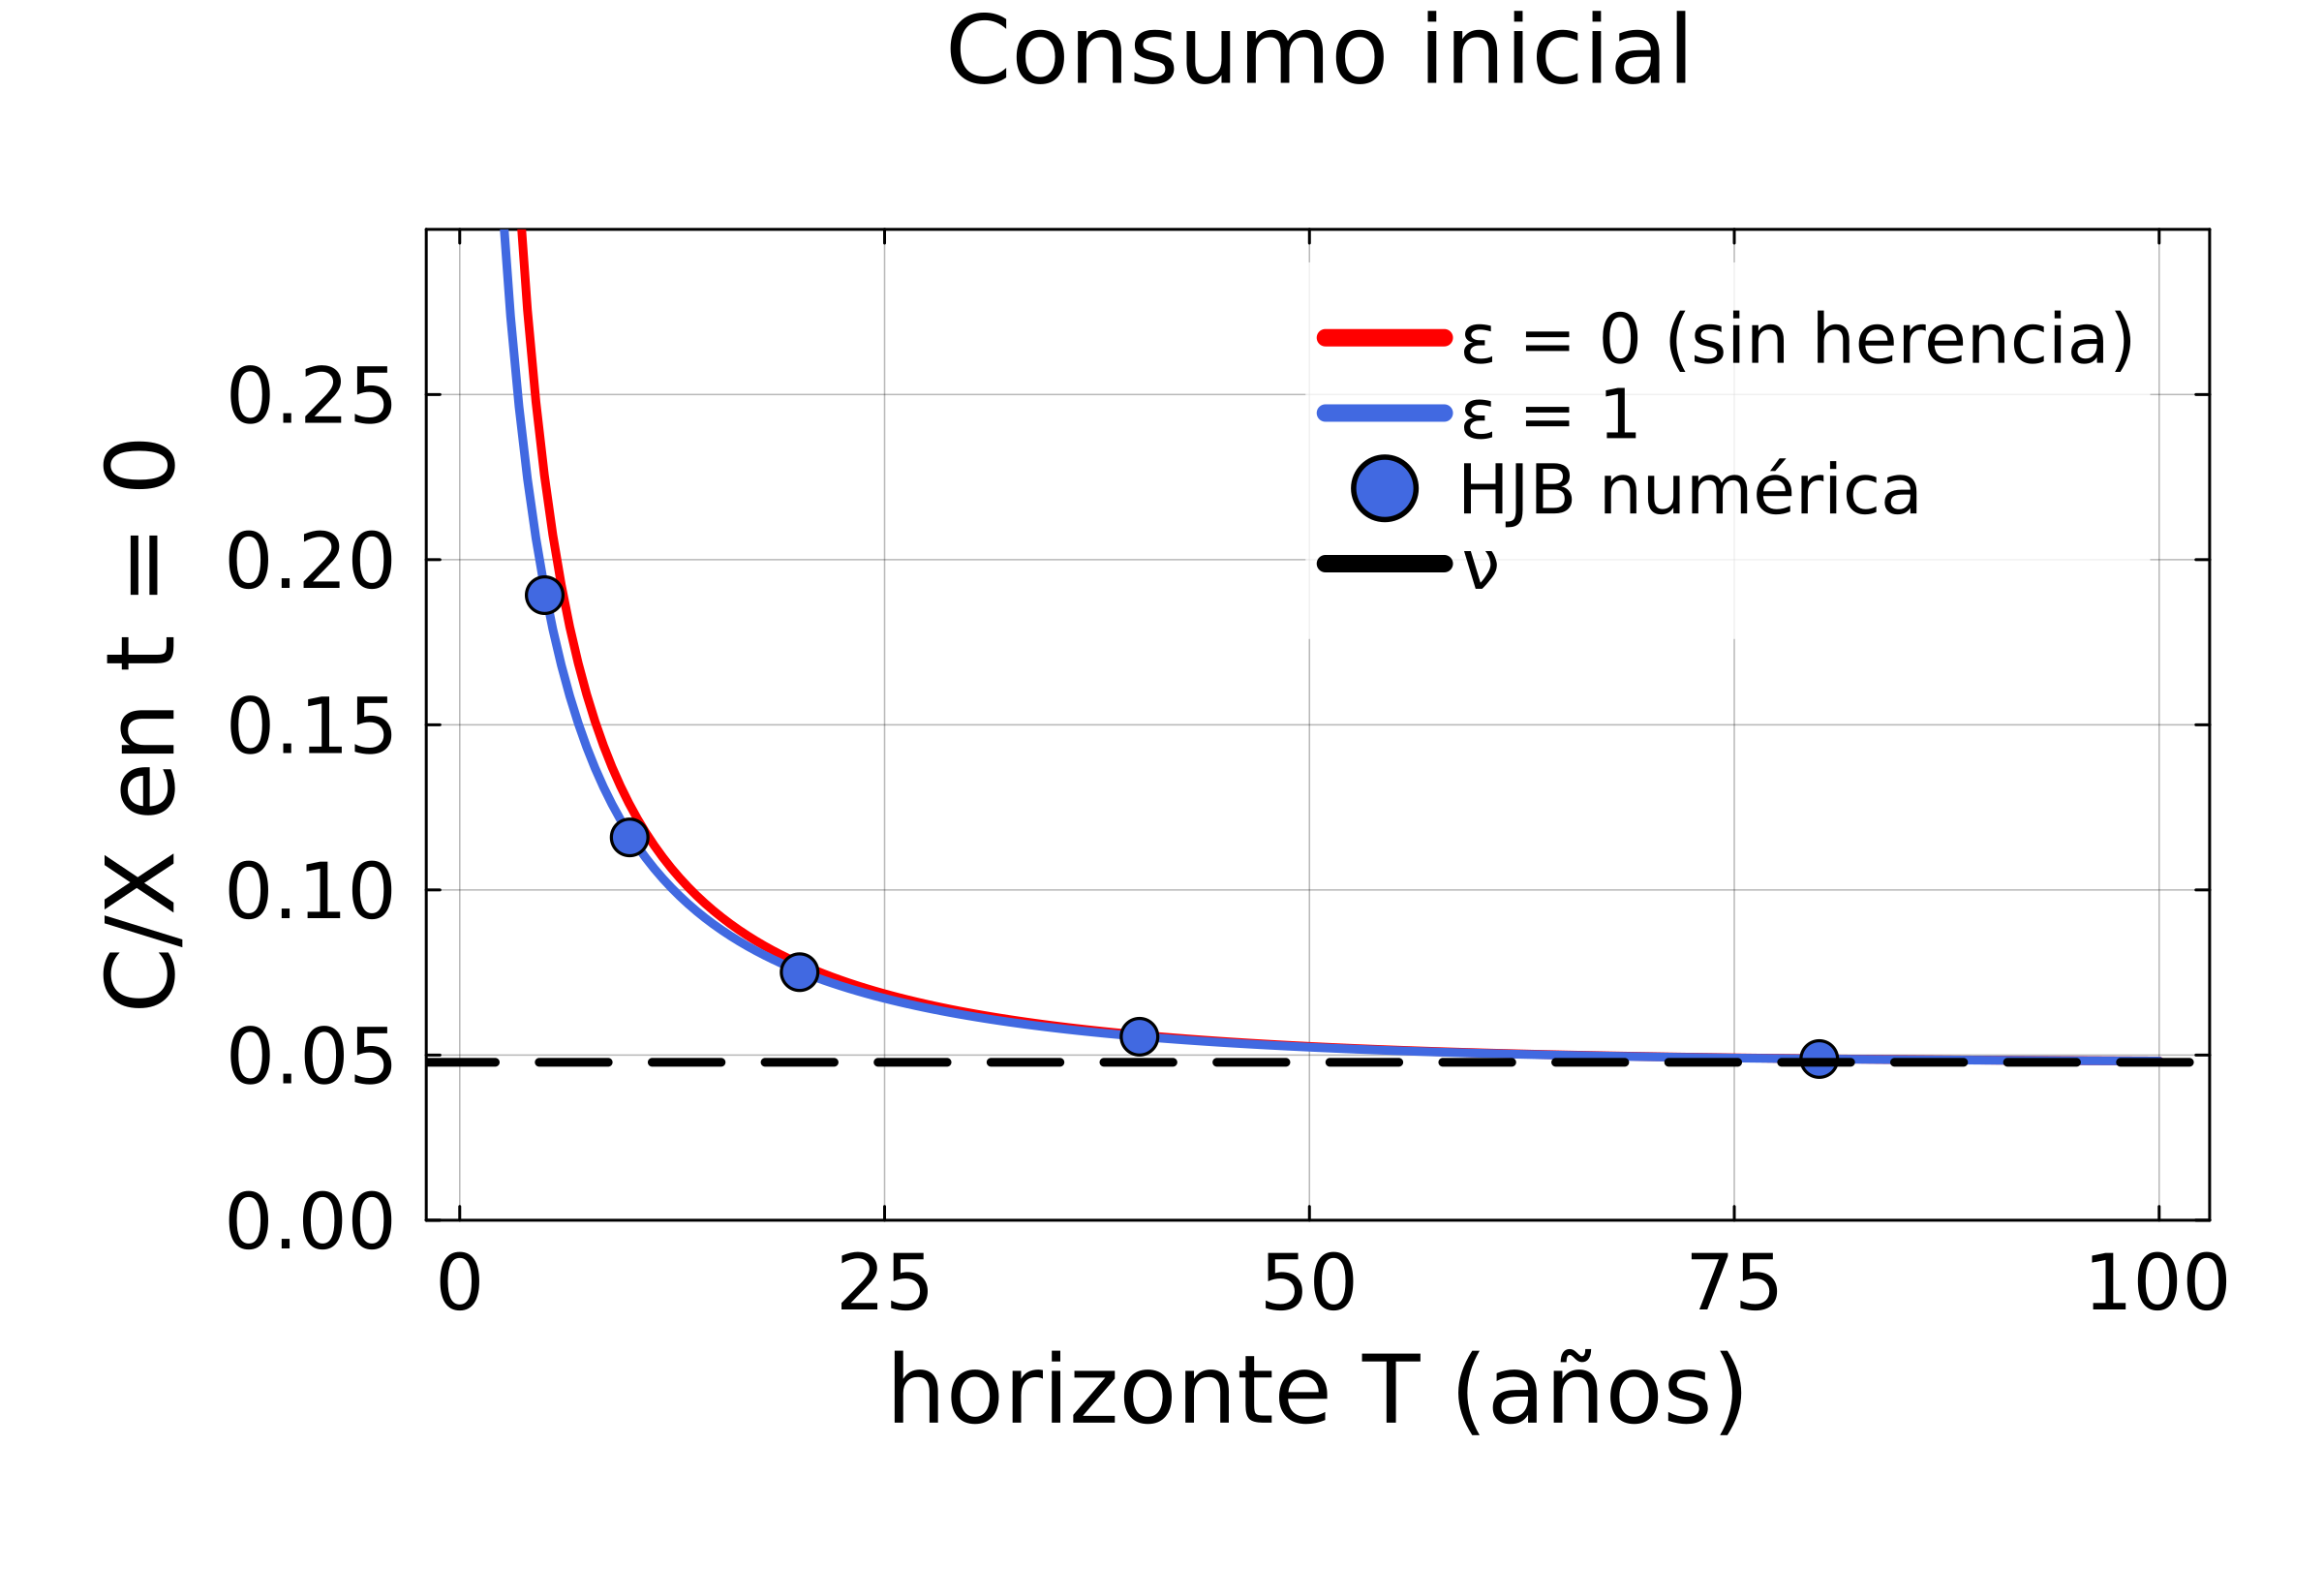 Consumo inicial
C/X en t = 0
0.25
0.20
0.15
0.10
0.05
0.00
ε = 0 (sin herencia)
ε = 1
HJB numérica
ν
0 25 50 75 100
horizonte T (años)